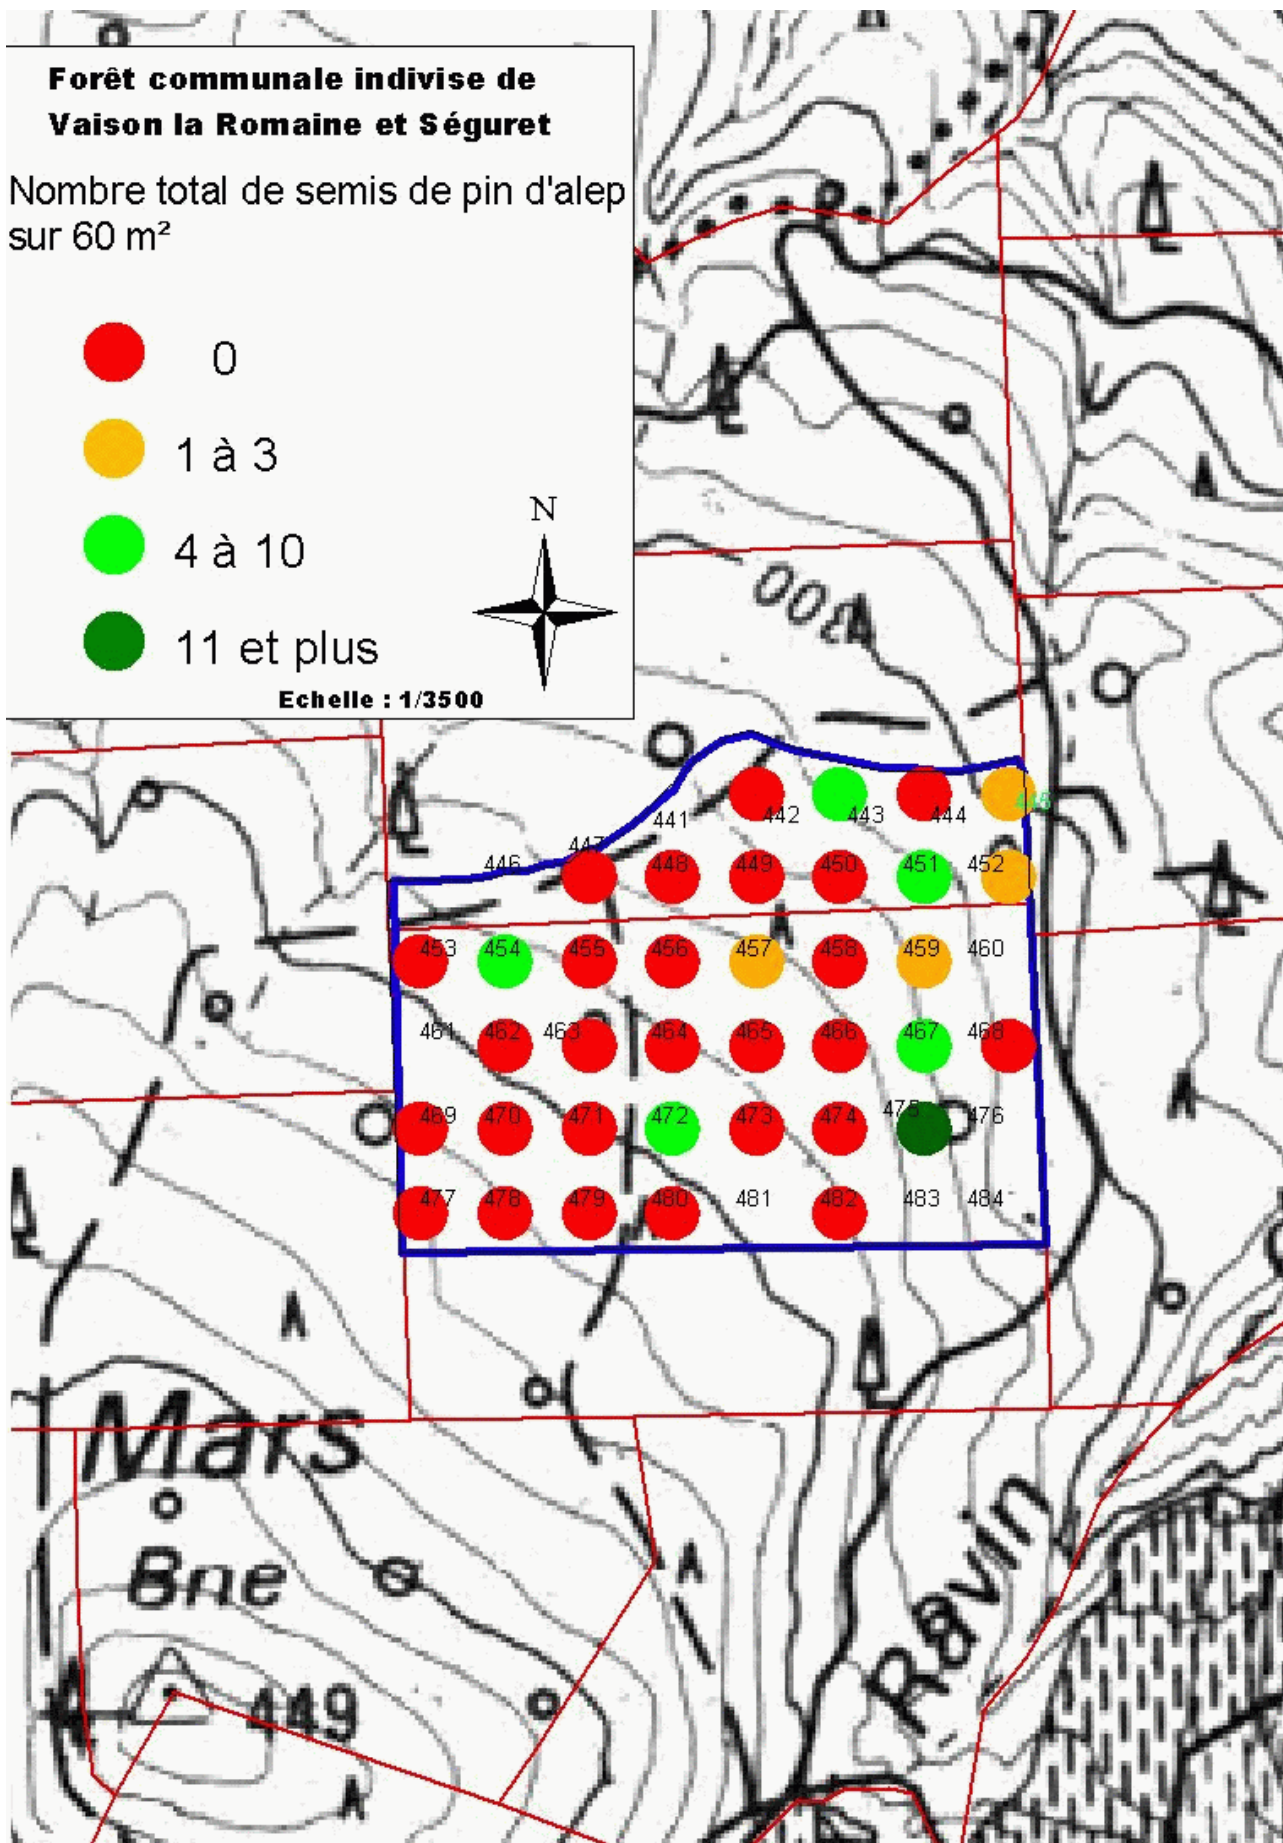 Forêt communale indivise de
Vaison la Romaine et Séguret
Nombre total de semis de pin d'alep
sur 60 m²
0
1 à 3
4 à 10
11 et plus
N
Echelle : 1/3500
300
441 442 443 444 445
446 447 448 449 450 451 452
453 454 455 456 457 458 459 460
461 462 463 464 465 466 467 468
469 470 471 472 473 474 475 476
477 478 479 480 481 482 483 484
Mars
Bne
449
Ravin